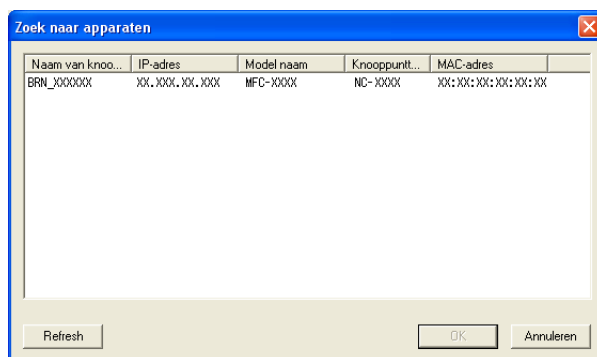 Zoek naar apparaten
Naam van knoo... IP-adres Model naam Knooppuntt... MAC-adres
BRN_XXXXXX XX.XXX.XX.XXX MFC-XXXX NC-XXXX XX:XX:XX:XX:XX:XX
Refresh OK Annuleren